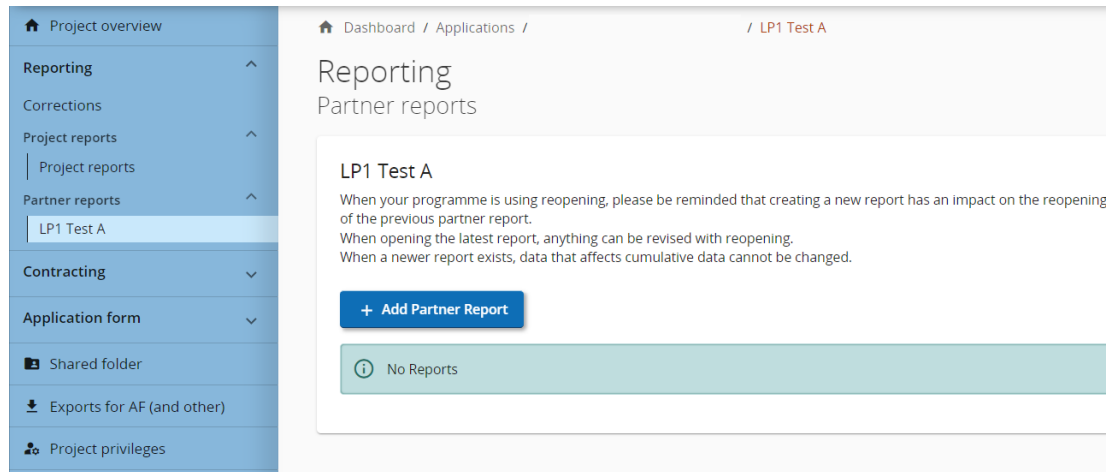 Project overview
Reporting
Corrections
Project reports
Project reports
Partner reports
LP1 Test A
Contracting
Application form
Shared folder
Exports for AF (and other)
Project privileges
Dashboard / Applications / / LP1 Test A
Reporting
Partner reports
LP1 Test A
When your programme is using reopening, please be reminded that creating a new report has an impact on the reopening
of the previous partner report.
When opening the latest report, anything can be revised with reopening.
When a newer report exists, data that affects cumulative data cannot be changed.
+ Add Partner Report
No Reports